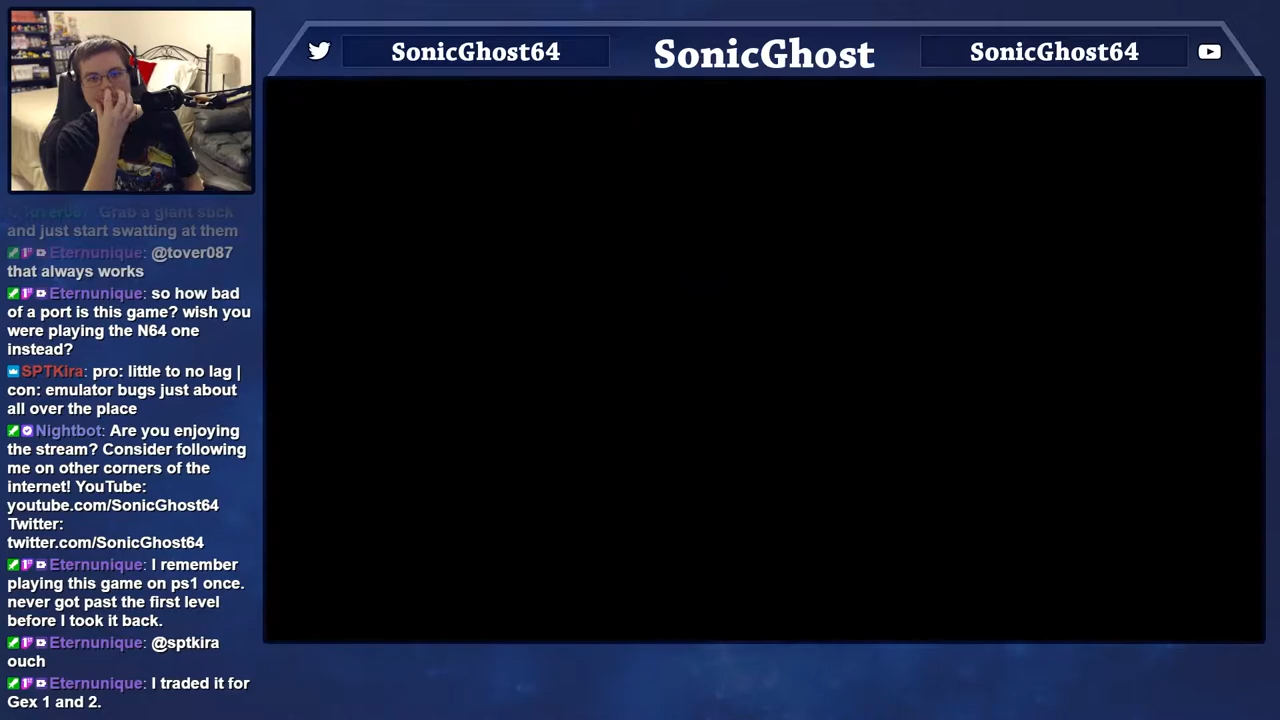 SonicGhost64
SonicGhost
SonicGhost64
Grab a giant stick
and just start swatting at them
Eternunique: @tover087
that always works
Eternunique: so how bad
of a port is this game? wish you
were playing the N64 one
instead?
SPTKira: pro: little to no lag |
con: emulator bugs just about
all over the place
Nightbot: Are you enjoying
the stream? Consider following
me on other corners of the
internet! YouTube:
youtube.com/SonicGhost64
Twitter:
twitter.com/SonicGhost64
Eternunique: I remember
playing this game on ps1 once.
never got past the first level
before I took it back.
Eternunique: @sptkira
ouch
Eternunique: I traded it for
Gex 1 and 2.